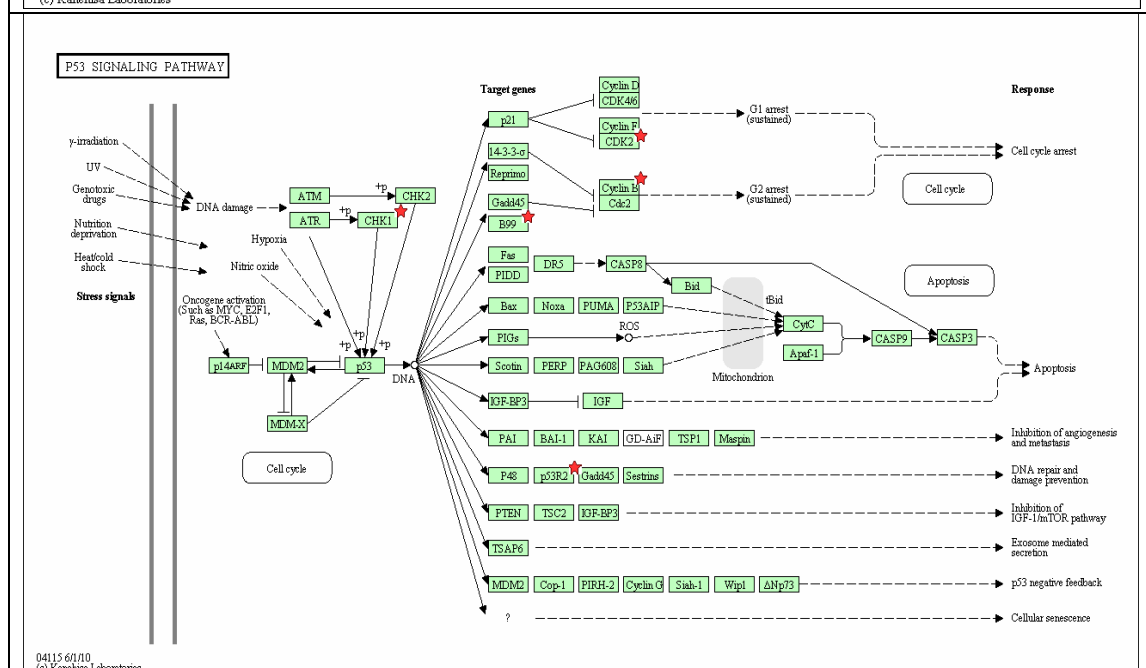 (c) Kanehisa Laboratories
P53 SIGNALING PATHWAY
Target genes
Response
γ-irradiation
UV
Genotoxic
drugs
Nutrition
deprivation
Heat/cold
shock
Stress signals
DNA damage
ATM
+p
CHK2
ATR
+p
CHK1
Hypoxia
Nitric oxide
Oncogene activation
(Such as MYC, E2F1,
Ras, BCR-ABL)
p14ARF
MDM2
+p
+p
+p
p53
MDM-X
DNA
Cell cycle
p21
Cyclin D
CDK4/6
Cyclin E
CDK2
G1 arrest
(sustained)
14-3-3-σ
Reprimo
Gadd45
B99
Cyclin B
Cdc2
G2 arrest
(sustained)
Cell cycle arrest
Cell cycle
Fas
PIDD
DR5
CASP8
Bid
tBid
Apoptosis
Bax
Noxa
PUMA
P53AIP
PIGs
ROS
CytC
Apaf-1
CASP9
CASP3
Scotin
PERP
PAG608
Siah
Mitochondrion
Apoptosis
IGF-BP3
IGF
PAI
BAI-1
KAI
GD-AiF
TSP1
Maspin
Inhibition of angiogenesis
and metastasis
P48
p53R2
Gadd45
Sestrins
DNA repair and
damage prevention
PTEN
TSC2
IGF-BP3
Inhibition of
IGF-1/mTOR pathway
TSAP6
Exosome mediated
secretion
MDM2
Cop-1
PIRH-2
Cyclin G
Siah-1
Wip1
ΔNp73
p53 negative feedback
?
Cellular senescence
04115 6/1/10
(c) Kanehisa Laboratories